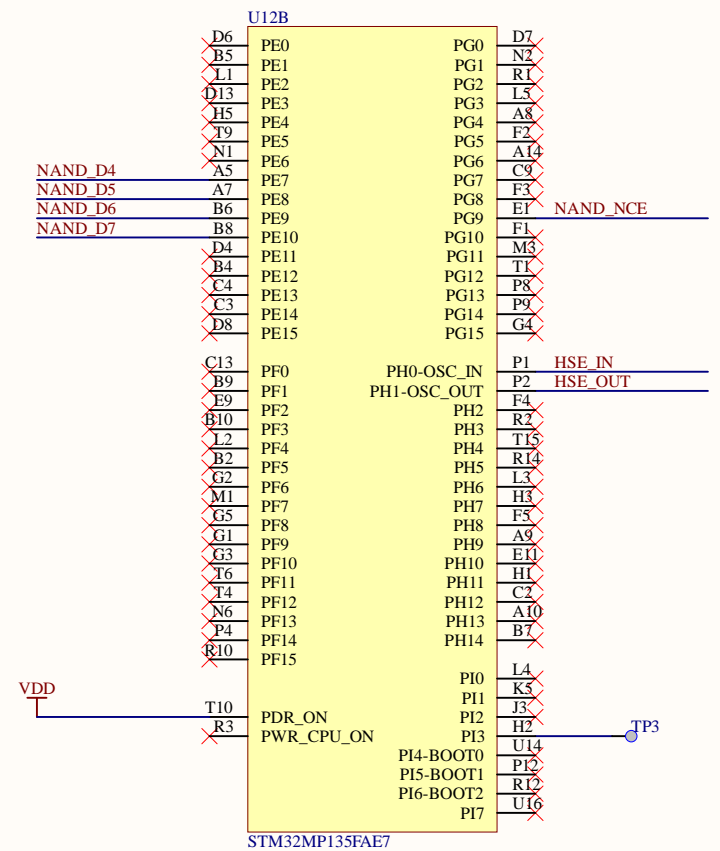 U12B
D6 PE0 PG0 D7
B5 PE1 PG1 N2
L1 PE2 PG2 R1
D13 PE3 PG3 L5
H5 PE4 PG4 A8
T9 PE5 PG5 F2
N1 PE6 PG6 A14
NAND_D4 A5 PE7 PG7 C9
NAND_D5 A7 PE8 PG8 F3
NAND_D6 B6 PE9 PG9 E1 NAND_NCE
NAND_D7 B8 PE10 PG10 F1
D4 PE11 PG11 M3
B4 PE12 PG12 T1
C4 PE13 PG13 P8
C3 PE14 PG14 P9
D8 PE15 PG15 G4
C13 PF0 PH0-OSC_IN P1 HSE_IN
B9 PF1 PH1-OSC_OUT P2 HSE_OUT
E9 PF2 PH2 F4
B10 PF3 PH3 R2
L2 PF4 PH4 T15
B2 PF5 PH5 R14
G2 PF6 PH6 L3
M1 PF7 PH7 H3
G5 PF8 PH8 F5
G1 PF9 PH9 A9
G3 PF10 PH10 E11
T6 PF11 PH11 H1
T4 PF12 PH12 C2
N6 PF13 PH13 A10
P4 PF14 PH14 B7
R10 PF15
PI0 L4
PI1 K5
VDD T10 PDR_ON PI2 J3
R3 PWR_CPU_ON PI3 H2 TP3
PI4-BOOT0 U14
PI5-BOOT1 P12
PI6-BOOT2 R12
PI7 U16
STM32MP135FAE7